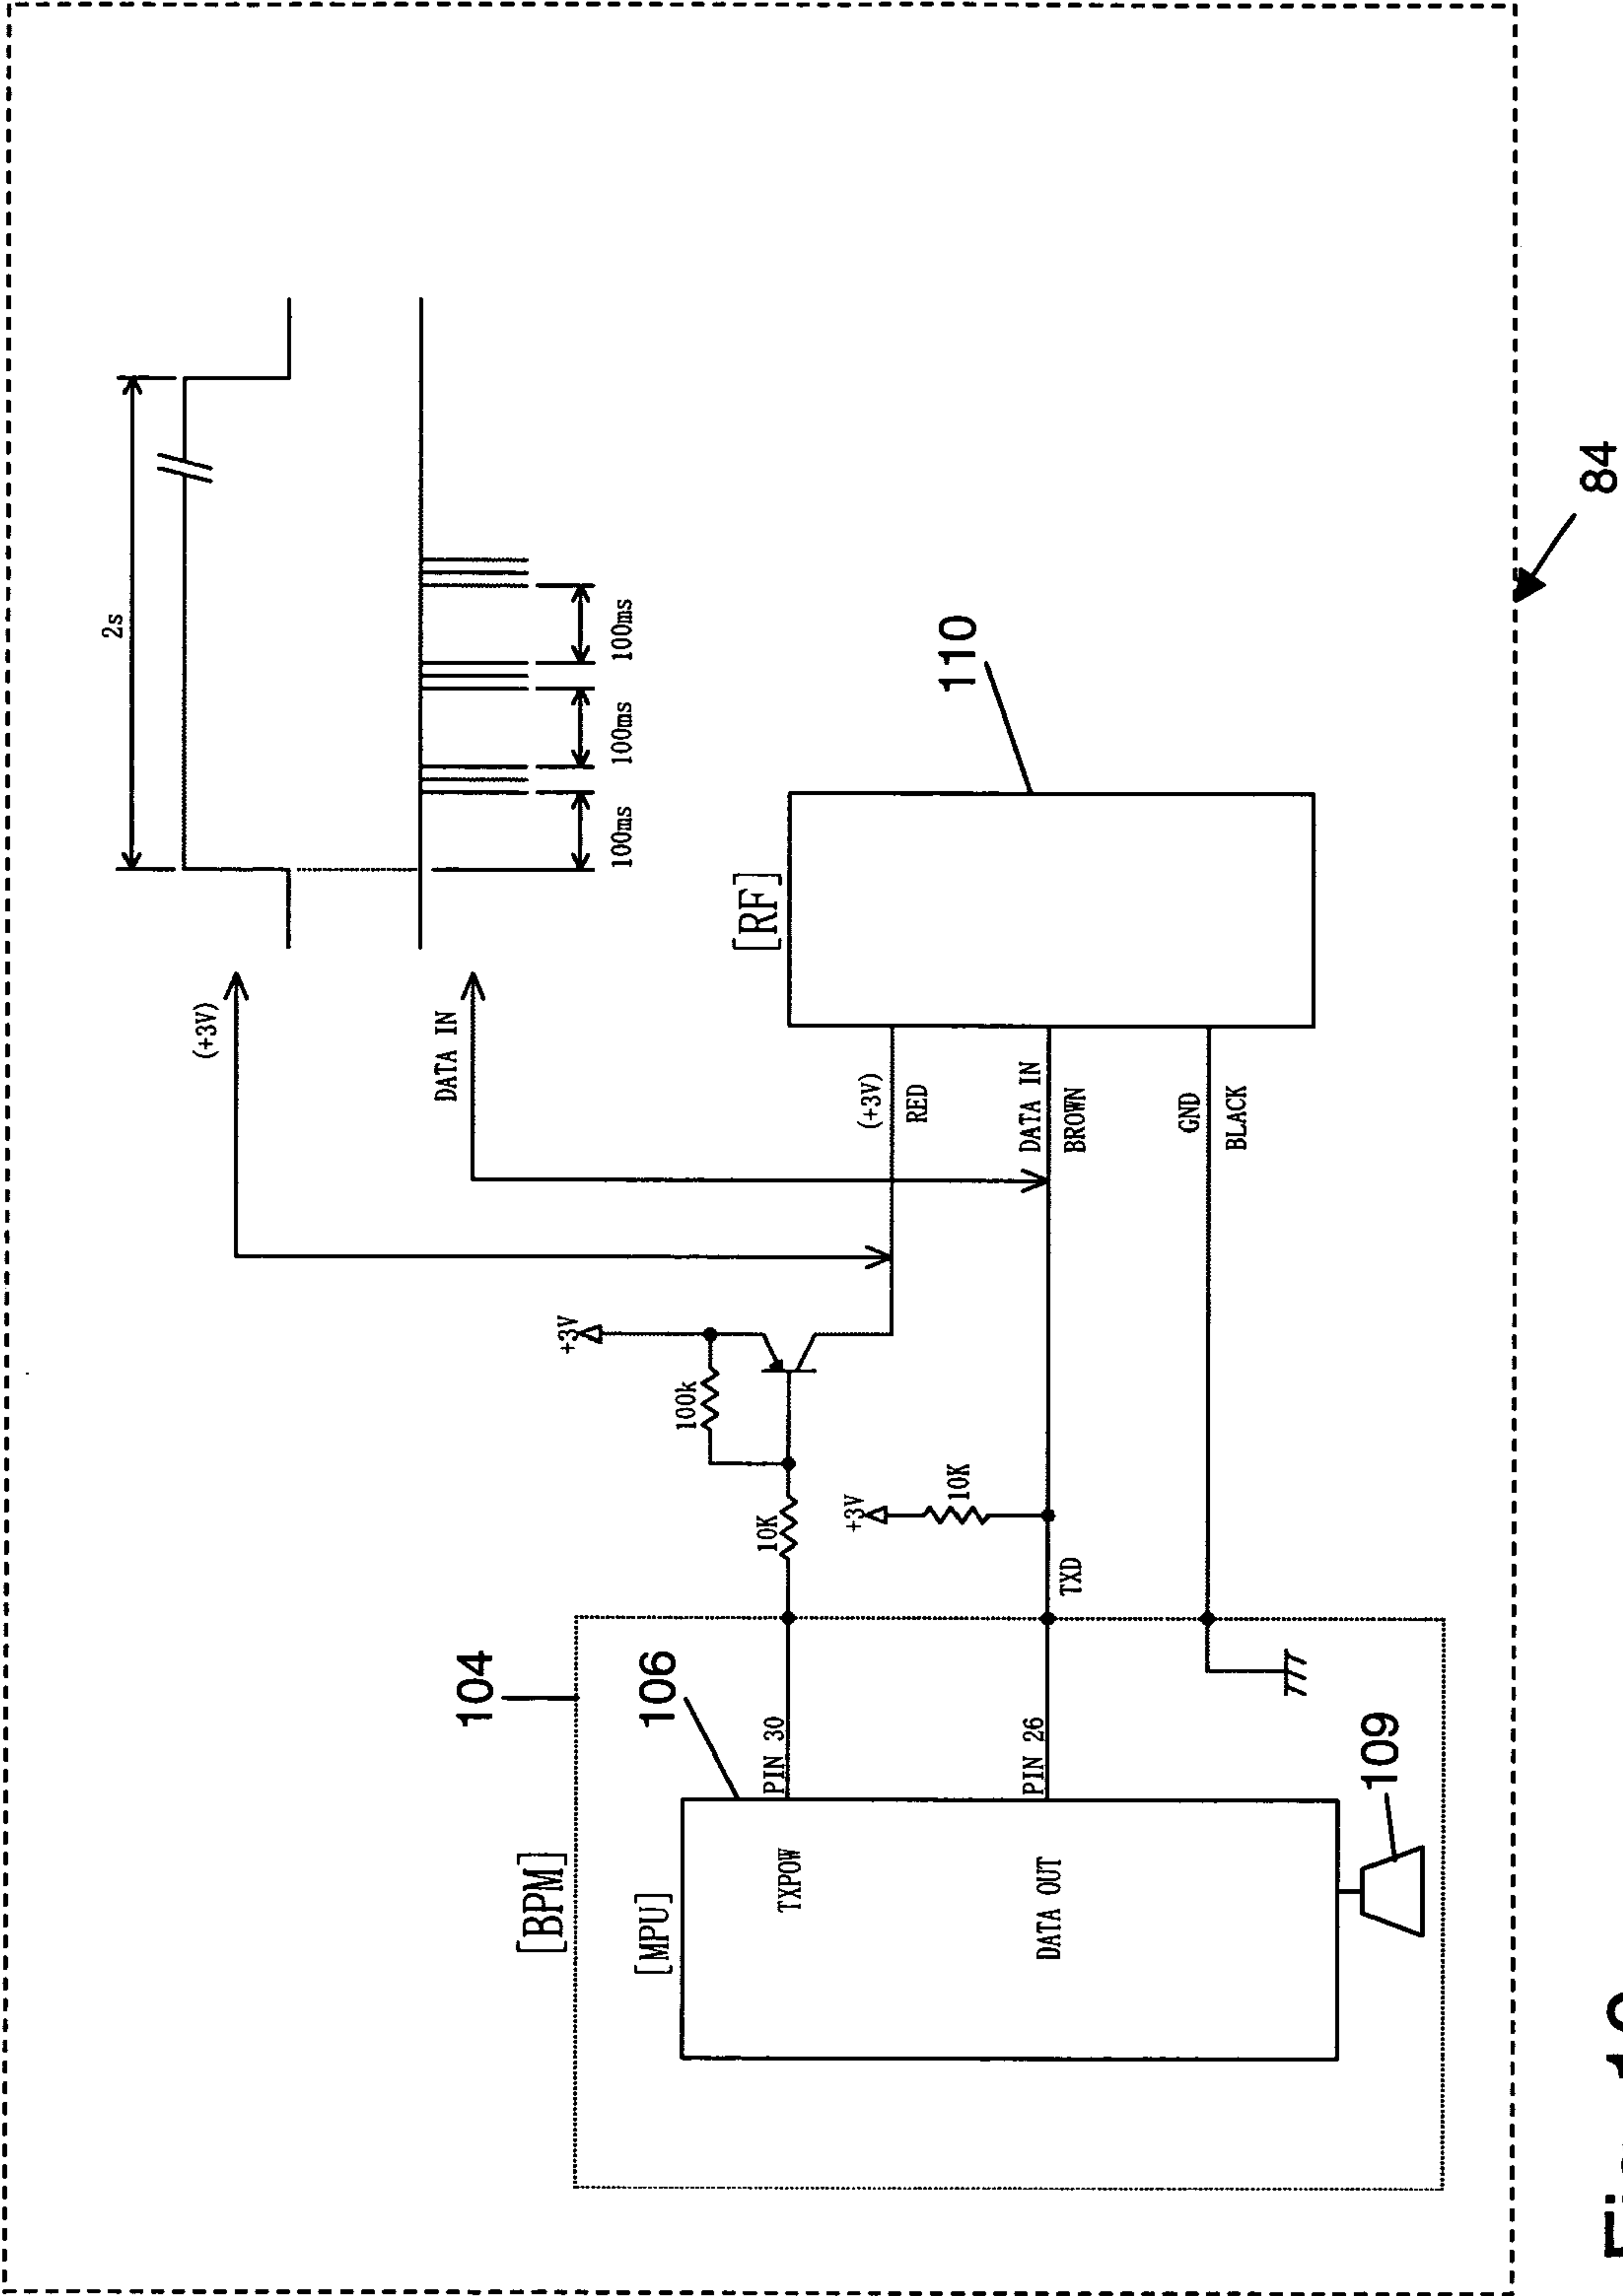 2s
(+3V)
DATA IN
100ms
100ms
100ms
+3V
100k
10K
+3V
10K
TXD
(+3V)
RED
DATA IN
BROWN
GND
BLACK
[RF]
110
104
[BPM]
106
[MPU]
TXPOW
PIN 30
DATA OUT
PIN 26
109
84